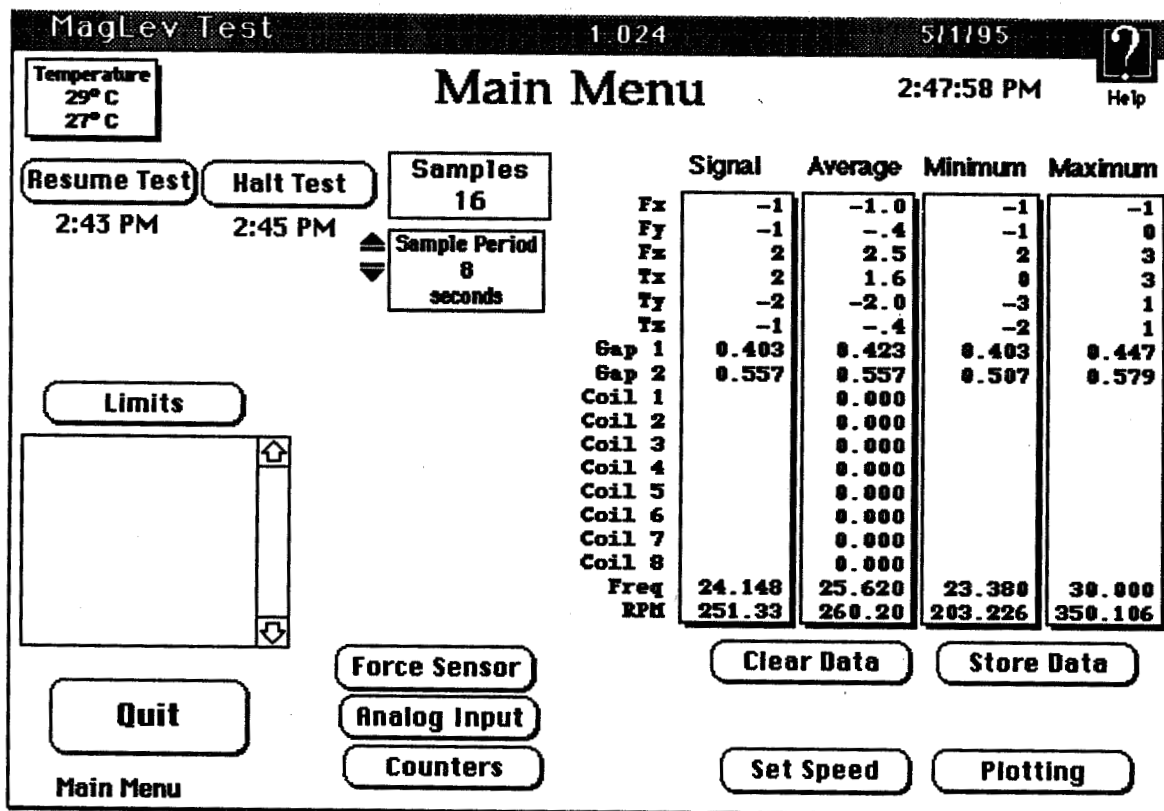 MagLev Test 1.024 5/1/95
Help
Temperature
29° C
27° C
Main Menu
2:47:58 PM
Resume Test
2:43 PM
Halt Test
2:45 PM
Samples
16
Sample Period
8
seconds
Signal Average Minimum Maximum
Fx -1 -1.0 -1 -1
Fy -1 -.4 -1 0
Fz 2 2.5 2 3
Tx 2 1.6 0 3
Ty -2 -2.0 -3 1
Tz -1 -.4 -2 1
Gap 1 0.403 0.423 0.403 0.447
Gap 2 0.557 0.557 0.507 0.579
Coil 1 0.000
Coil 2 0.000
Coil 3 0.000
Coil 4 0.000
Coil 5 0.000
Coil 6 0.000
Coil 7 0.000
Coil 8 0.000
Freq 24.148 25.620 23.380 30.000
RPM 251.33 260.20 203.226 350.106
Limits
Quit
Main Menu
Force Sensor
Analog Input
Counters
Clear Data
Store Data
Set Speed
Plotting